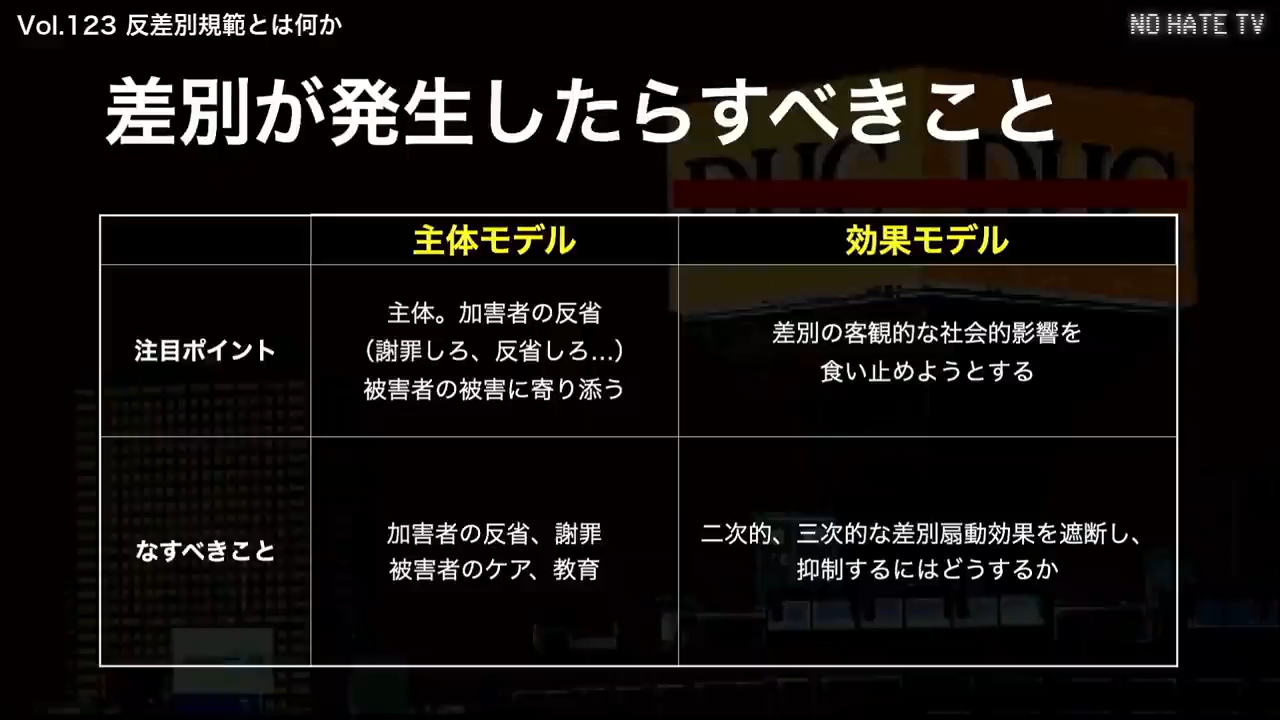 Vol.123 反差別規範とは何か
NO HATE TV
差別が発生したらすべきこと
DHC DHC
主体モデル
効果モデル
注目ポイント
主体。加害者の反省
（謝罪しろ、反省しろ…）
被害者の被害に寄り添う
差別の客観的な社会的影響を
食い止めようとする
なすべきこと
加害者の反省、謝罪
被害者のケア、教育
二次的、三次的な差別扇動効果を遮断し、
抑制するにはどうするか